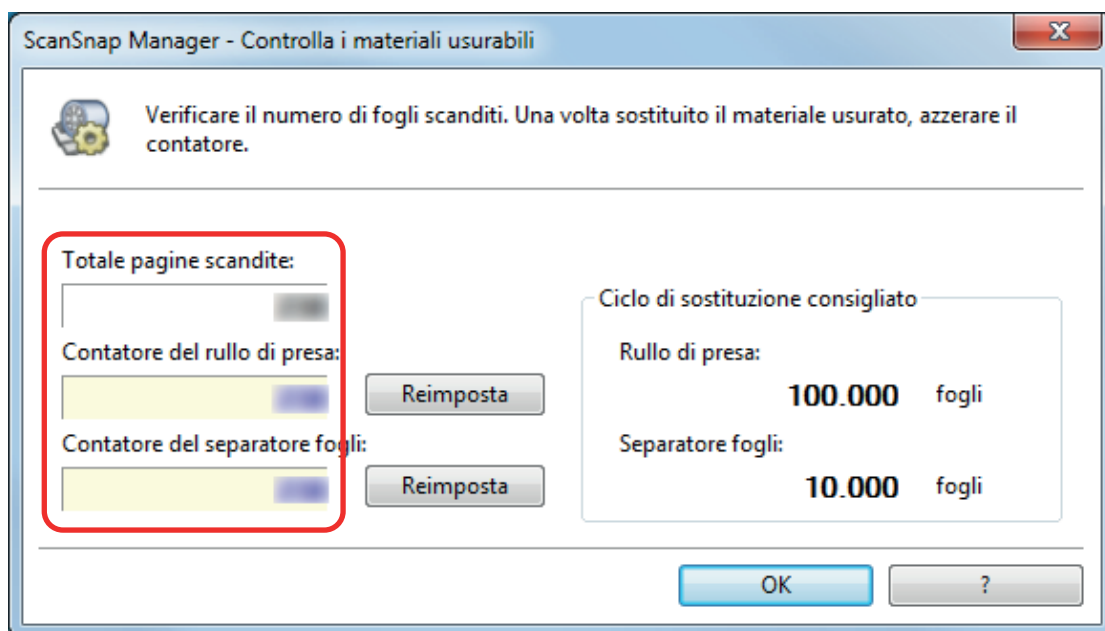 ScanSnap Manager - Controlla i materiali usurabili
Verificare il numero di fogli scanditi. Una volta sostituito il materiale usurato, azzerare il
contatore.
Totale pagine scandite:
Contatore del rullo di presa:
Reimposta
Contatore del separatore fogli:
Reimposta
Ciclo di sostituzione consigliato
Rullo di presa:
100.000 fogli
Separatore fogli:
10.000 fogli
OK
?